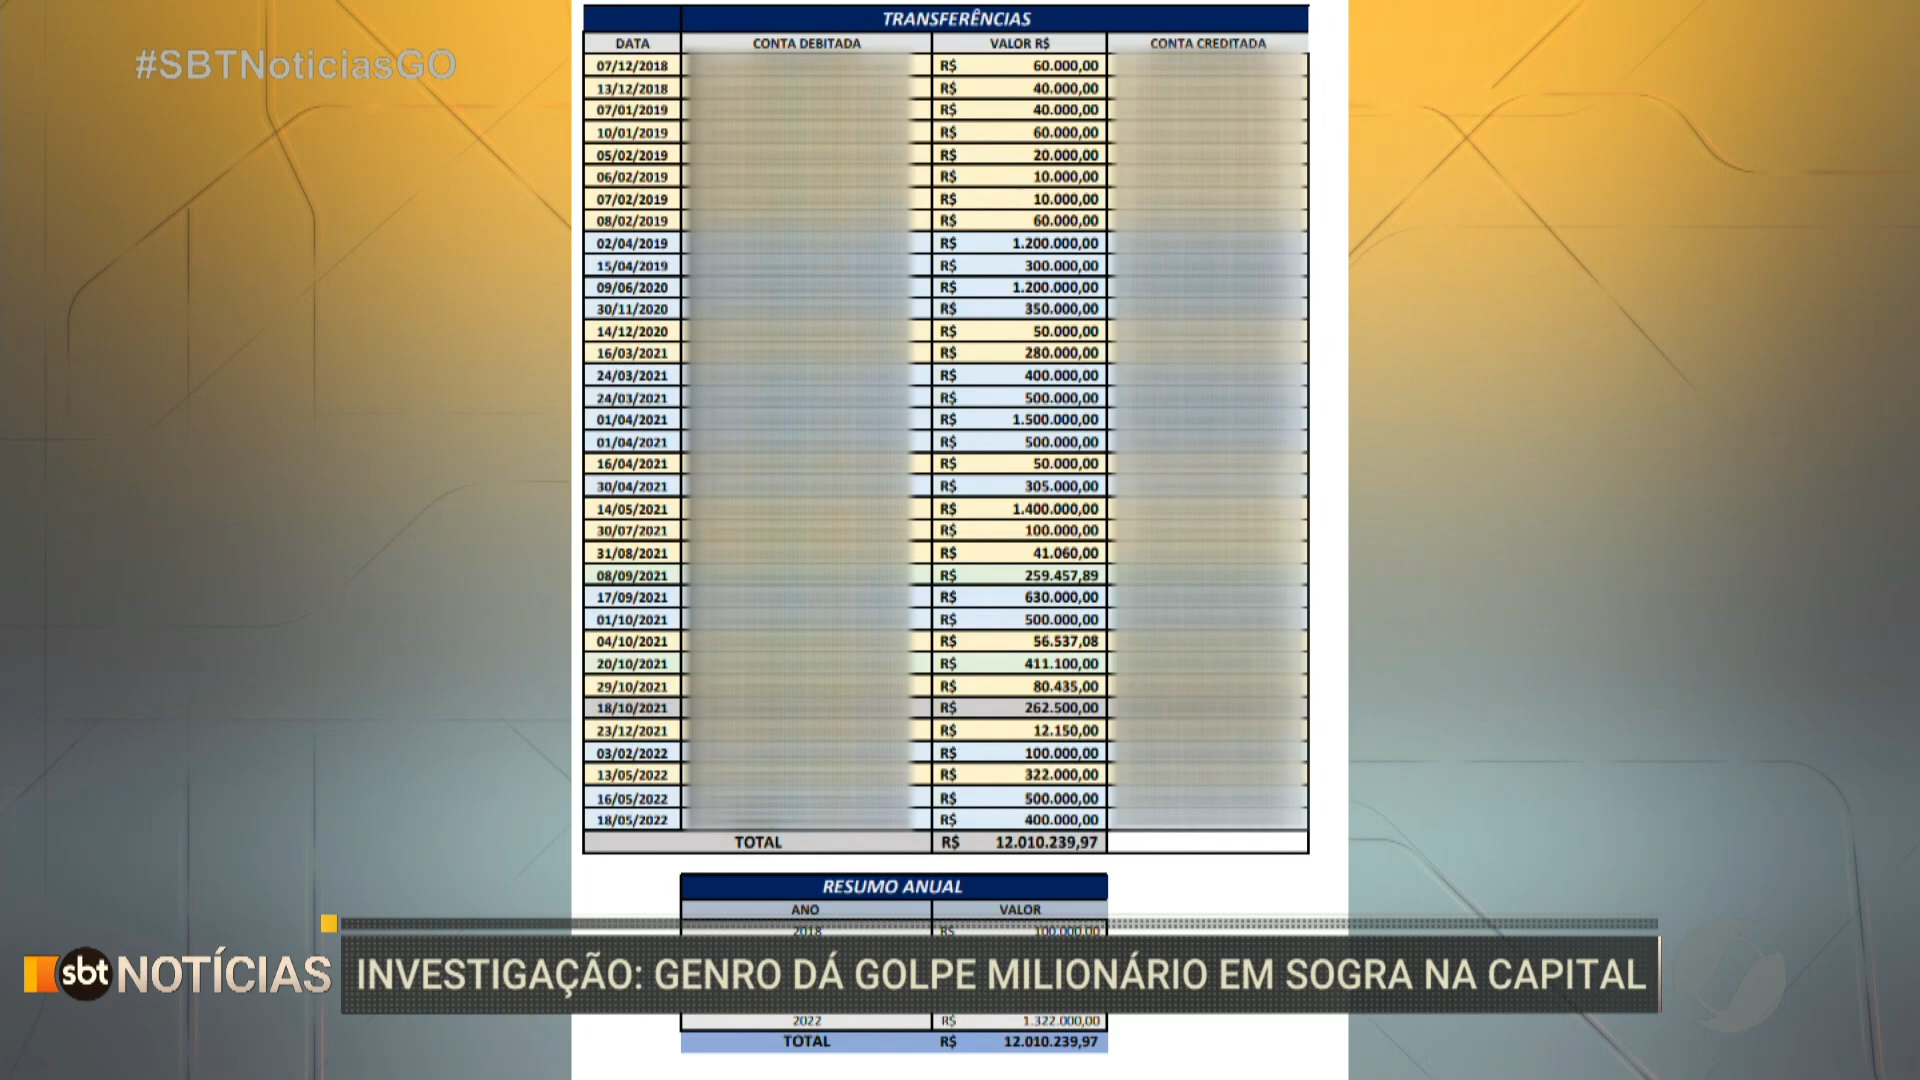 #SBTNotíciasGO
TRANSFERÊNCIAS
DATA CONTA DEBITADA VALOR R$ CONTA CREDITADA
07/12/2018 R$ 60.000,00
13/12/2018 R$ 40.000,00
07/01/2019 R$ 40.000,00
10/01/2019 R$ 60.000,00
05/02/2019 R$ 20.000,00
06/02/2019 R$ 10.000,00
07/02/2019 R$ 10.000,00
08/02/2019 R$ 60.000,00
02/04/2019 R$ 1.200.000,00
15/04/2019 R$ 300.000,00
09/06/2020 R$ 1.200.000,00
30/11/2020 R$ 350.000,00
14/12/2020 R$ 50.000,00
16/03/2021 R$ 280.000,00
24/03/2021 R$ 400.000,00
24/03/2021 R$ 500.000,00
01/04/2021 R$ 1.500.000,00
01/04/2021 R$ 500.000,00
16/04/2021 R$ 50.000,00
30/04/2021 R$ 305.000,00
14/05/2021 R$ 1.400.000,00
30/07/2021 R$ 100.000,00
31/08/2021 R$ 41.060,00
08/09/2021 R$ 259.457,89
17/09/2021 R$ 630.000,00
01/10/2021 R$ 500.000,00
04/10/2021 R$ 56.537,08
20/10/2021 R$ 411.100,00
29/10/2021 R$ 80.435,00
18/10/2021 R$ 262.500,00
23/12/2021 R$ 12.150,00
03/02/2022 R$ 100.000,00
13/05/2022 R$ 322.000,00
16/05/2022 R$ 500.000,00
18/05/2022 R$ 400.000,00
TOTAL R$ 12.010.239,97
RESUMO ANUAL
ANO VALOR
2018 R$ 100.000,00
sbt NOTÍCIAS INVESTIGAÇÃO: GENRO DÁ GOLPE MILIONÁRIO EM SOGRA NA CAPITAL
2022 R$ 1.322.000,00
TOTAL R$ 12.010.239,97